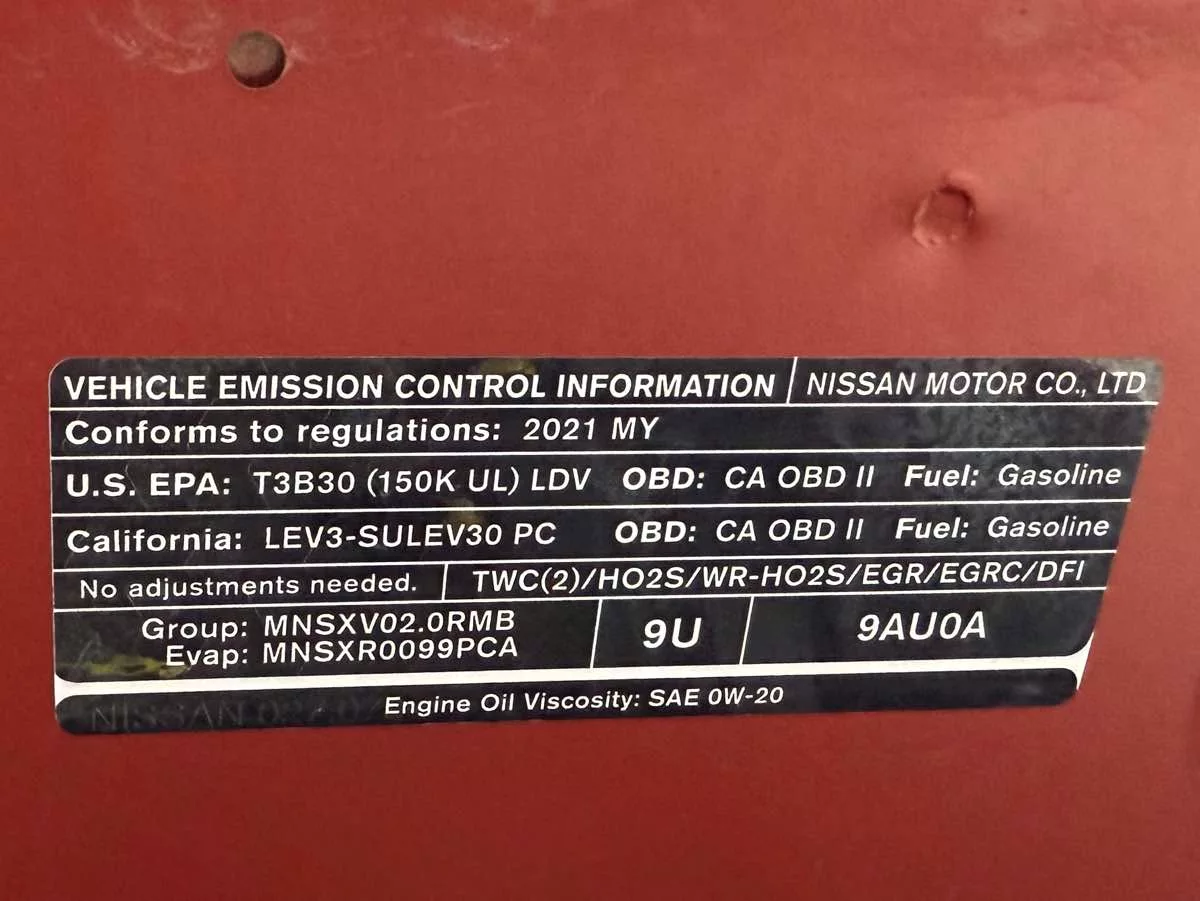 VEHICLE EMISSION CONTROL INFORMATION NISSAN MOTOR CO., LTD
Conforms to regulations: 2021 MY
U.S. EPA: T3B30 (150K UL) LDV OBD: CA OBD II Fuel: Gasoline
California: LEV3-SULEV30 PC OBD: CA OBD II Fuel: Gasoline
No adjustments needed. TWC(2)/HO2S/WR-HO2S/EGR/EGRC/DFI
Group: MNSXV02.0RMB
Evap: MNSXR0099PCA
9U
9AU0A
Engine Oil Viscosity: SAE 0W-20
NISSAN